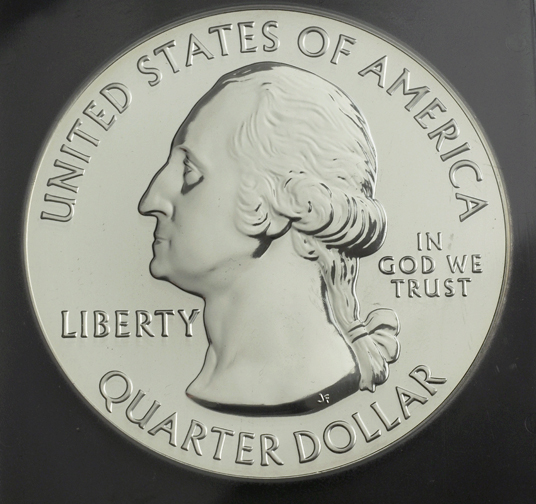 UNITED STATES OF AMERICA
IN
GOD WE
TRUST
LIBERTY
JF
QUARTER DOLLAR